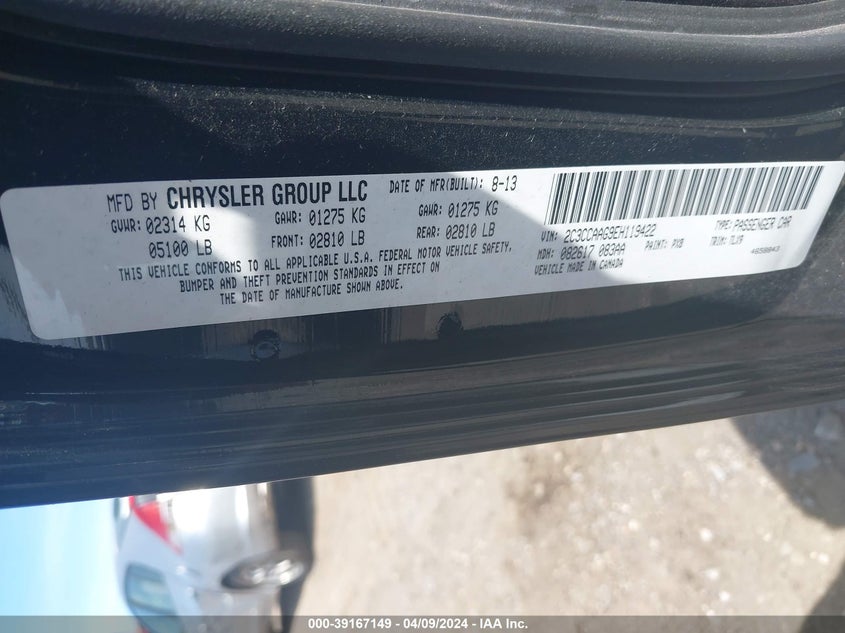 MFD BY CHRYSLER GROUP LLC DATE OF MFR(BUILT): 8-13
GVWR: 02314 KG GAWR: 01275 KG GAWR: 01275 KG
05100 LB FRONT: 02810 LB REAR: 02810 LB
THIS VEHICLE CONFORMS TO ALL APPLICABLE U.S.A. FEDERAL MOTOR VEHICLE SAFETY,
BUMPER AND THEFT PREVENTION STANDARDS IN EFFECT ON
THE DATE OF MANUFACTURE SHOWN ABOVE.
VIN: 2C3CCAAG9EH119422 TYPE: PASSENGER CAR
MDH: 082617 083AA PAINT: PX8 TRIM: TLX9
VEHICLE MADE IN CANADA 4658043
000-39167149 | 04/09/2024 | IAA Inc.